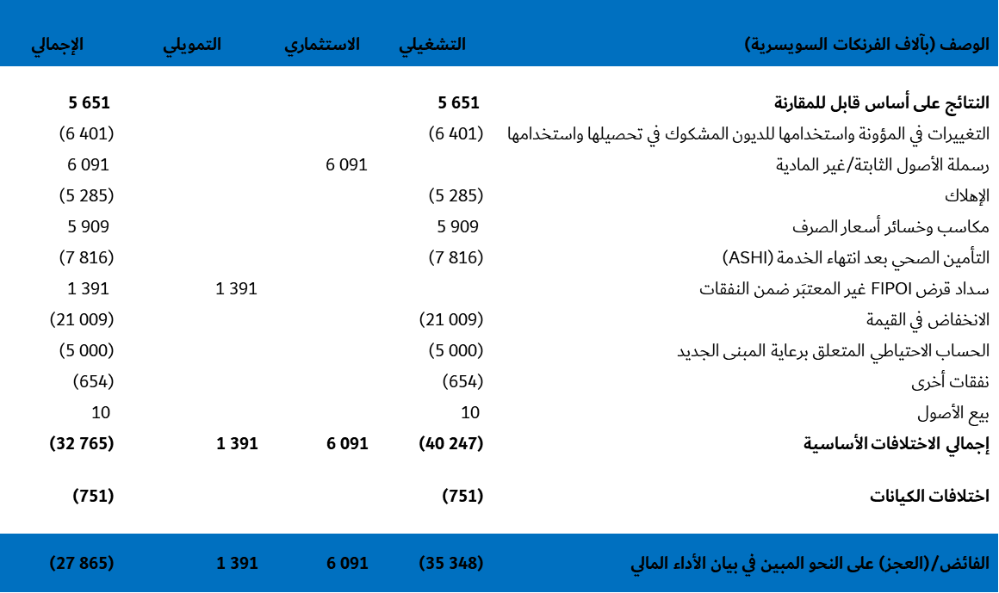 الوصف (بآلاف الفرنكات السويسرية) التشغيلي الاستثماري التمويلي الإجمالي
النتائج على أساس قابل للمقارنة 5 651 5 651
التغييرات في المؤونة واستخدامها للديون المشكوك في تحصيلها واستخدامها (6 401) (6 401)
رسملة الأصول الثابتة/غير المادية 6 091 6 091
الإهلاك (5 285) (5 285)
مكاسب وخسائر أسعار الصرف 5 909 5 909
التأمين الصحي بعد انتهاء الخدمة (ASHI) (7 816) (7 816)
سداد قرض FIPOI غير المعتبَر ضمن النفقات 1 391 1 391
الانخفاض في القيمة (21 009) (21 009)
الحساب الاحتياطي المتعلق برعاية المبنى الجديد (5 000) (5 000)
نفقات أخرى (654) (654)
بيع الأصول 10 10
إجمالي الاختلافات الأساسية (40 247) 6 091 1 391 (32 765)
اختلافات الكيانات (751) (751)
الفائض/(العجز) على النحو المبين في بيان الأداء المالي (35 348) 6 091 1 391 (27 865)